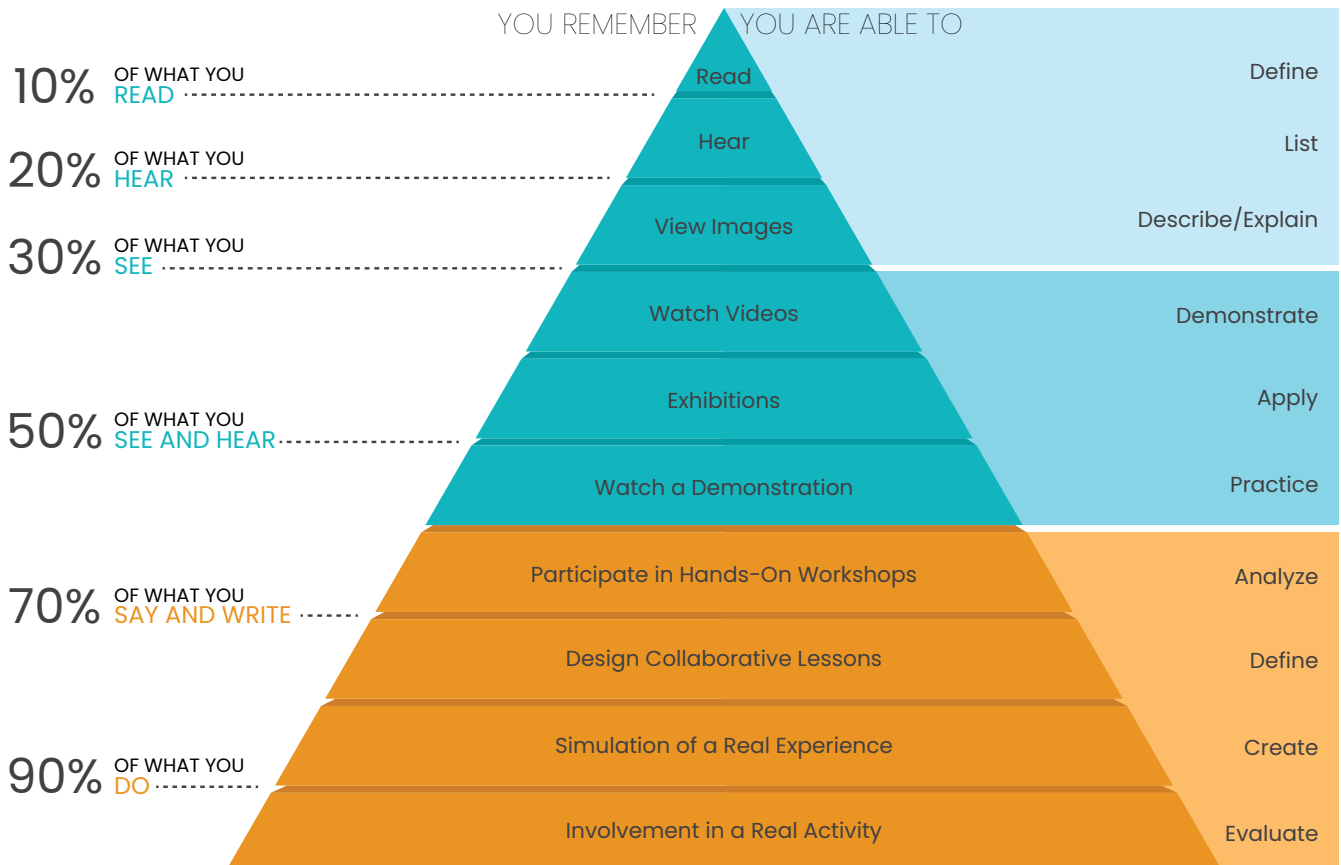 YOU REMEMBER
YOU ARE ABLE TO
10%
OF WHAT YOU
READ
Read
Define
20%
OF WHAT YOU
HEAR
Hear
List
30%
OF WHAT YOU
SEE
View Images
Describe/Explain
Watch Videos
Demonstrate
50%
OF WHAT YOU
SEE AND HEAR
Exhibitions
Apply
Watch a Demonstration
Practice
70%
OF WHAT YOU
SAY AND WRITE
Participate in Hands-On Workshops
Analyze
Design Collaborative Lessons
Define
90%
OF WHAT YOU
DO
Simulation of a Real Experience
Create
Involvement in a Real Activity
Evaluate